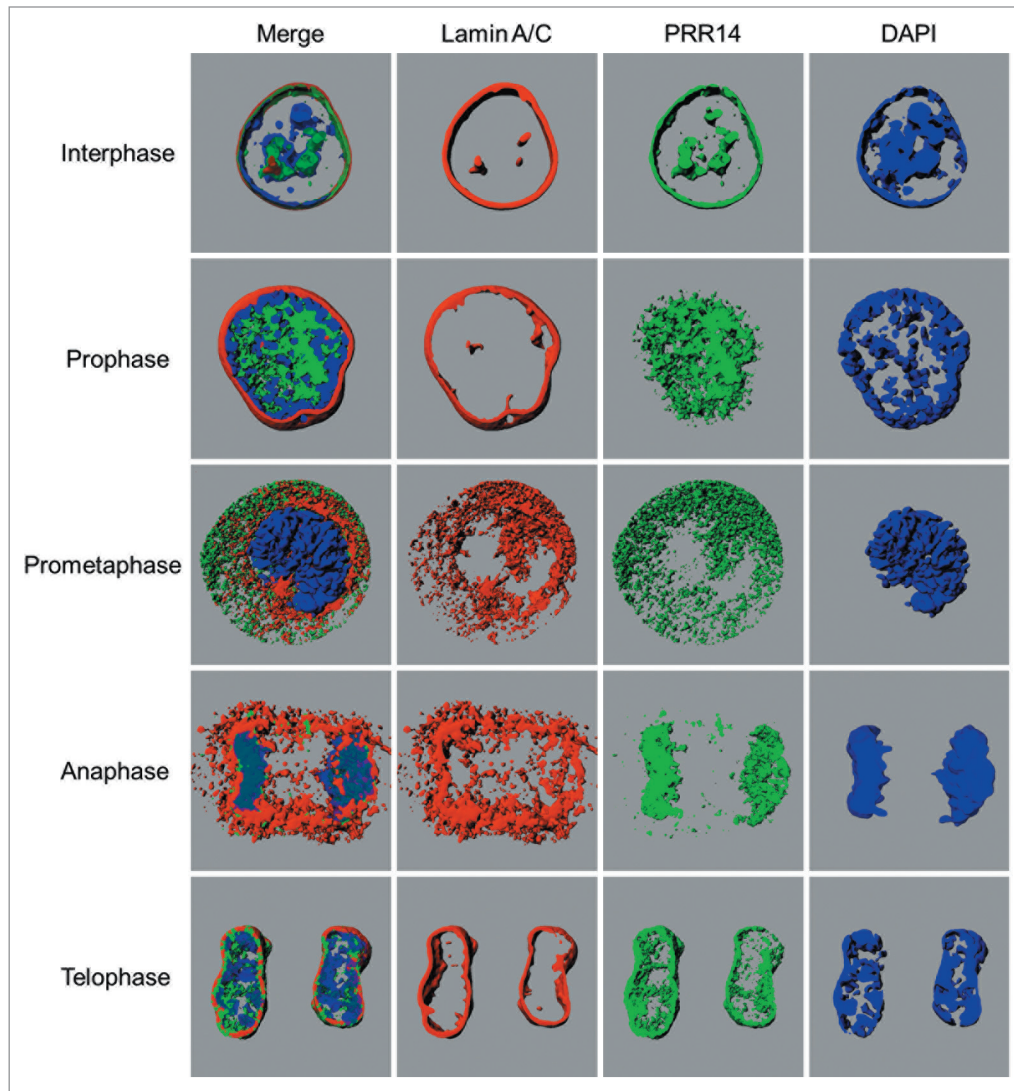 Merge Lamin A/C PRR14 DAPI
Interphase
Prophase
Prometaphase
Anaphase
Telophase